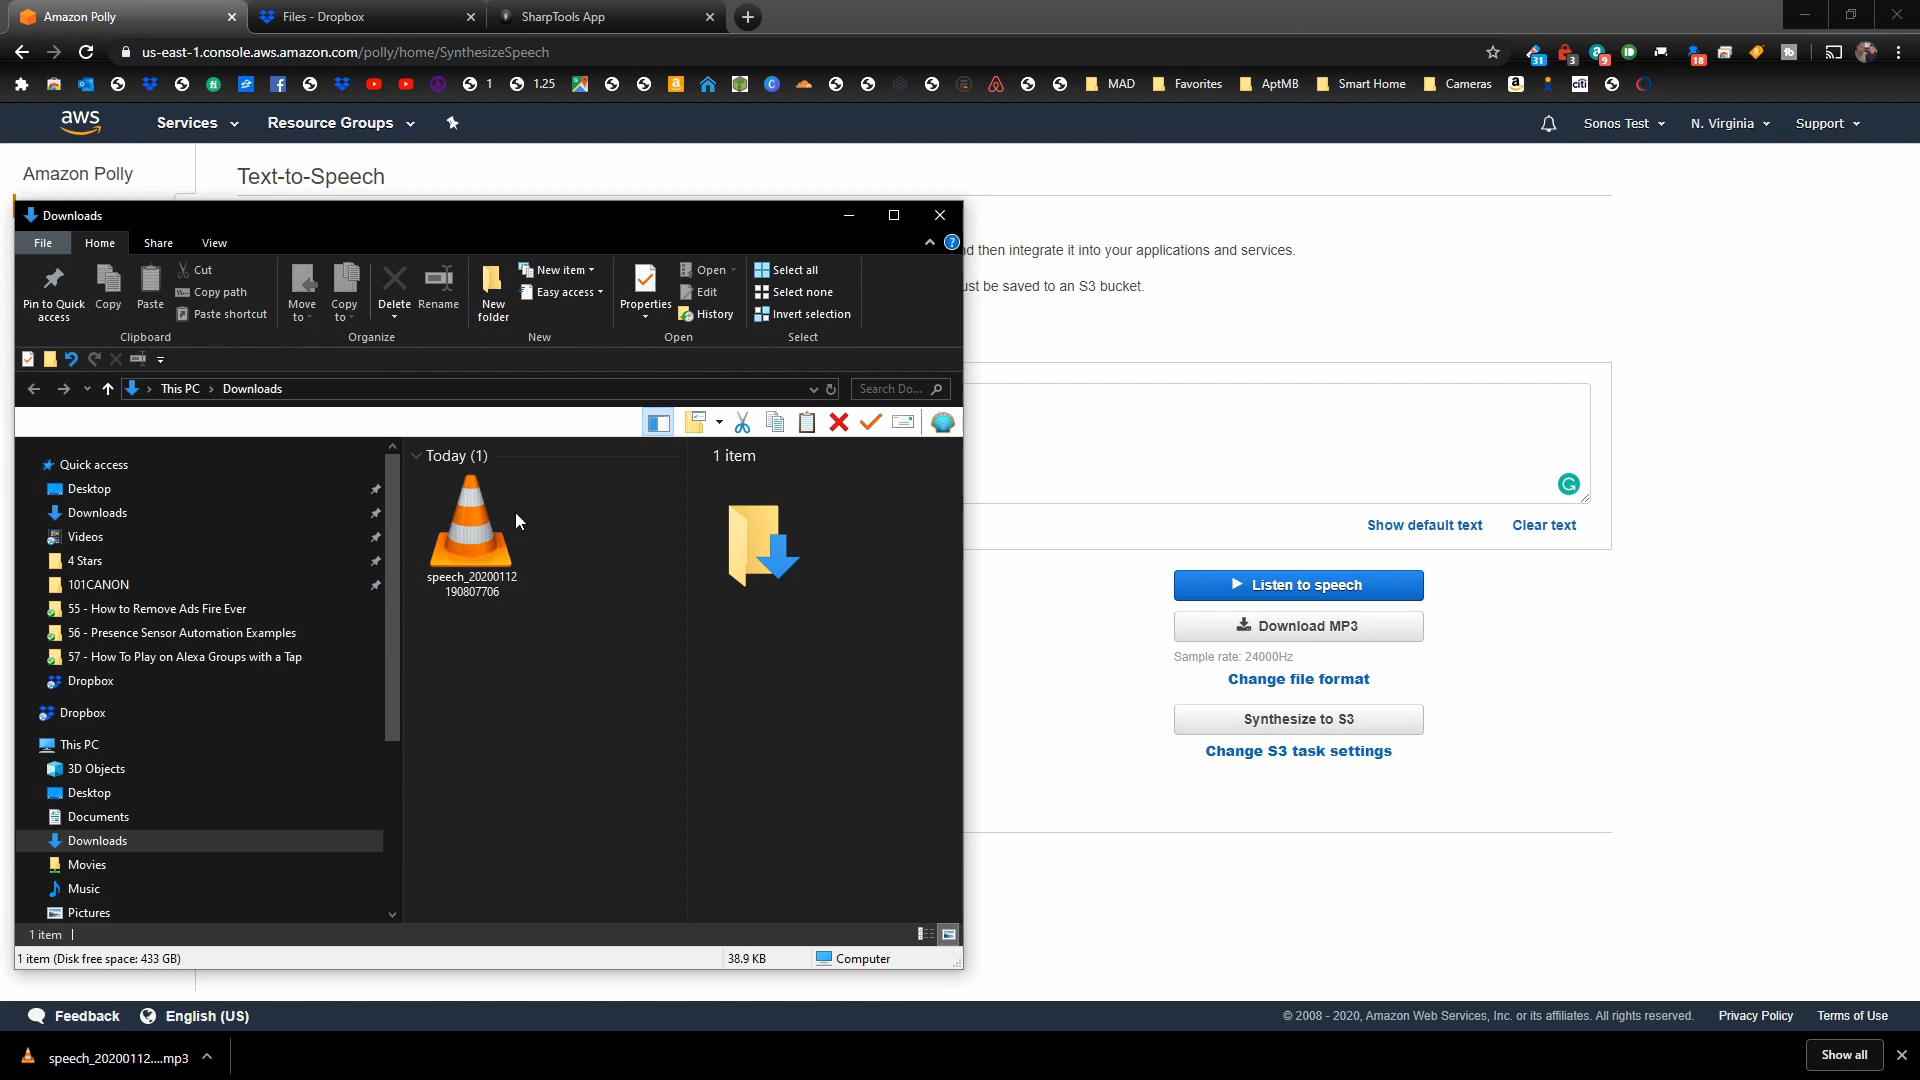 Amazon Polly
Files - Dropbox
SharpTools App
us-east-1.console.aws.amazon.com/polly/home/SynthesizeSpeech
31
3
9
18
1
1.25
MAD
Favorites
AptMB
Smart Home
Cameras
aws
Services
Resource Groups
Sonos Test
N. Virginia
Support
Amazon Polly
Text-to-Speech
d then integrate it into your applications and services.
ust be saved to an S3 bucket.
Show default text
Clear text
Listen to speech
Download MP3
Sample rate: 24000Hz
Change file format
Synthesize to S3
Change S3 task settings
Downloads
File
Home
Share
View
Pin to Quick access
Copy
Paste
Cut
Copy path
Paste shortcut
Clipboard
Move to
Copy to
Delete
Rename
Organize
New folder
New item
Easy access
New
Properties
Open
Edit
History
Open
Select all
Select none
Invert selection
Select
This PC
Downloads
Search Do...
Quick access
Desktop
Downloads
Videos
4 Stars
101CANON
55 - How to Remove Ads Fire Ever
56 - Presence Sensor Automation Examples
57 - How To Play on Alexa Groups with a Tap
Dropbox
Dropbox
This PC
3D Objects
Desktop
Documents
Downloads
Movies
Music
Pictures
Today (1)
speech_20200112
190807706
1 item
1 item
1 item (Disk free space: 433 GB)
38.9 KB
Computer
Feedback
English (US)
© 2008 - 2020, Amazon Web Services, Inc. or its affiliates. All rights reserved.
Privacy Policy
Terms of Use
speech_20200112....mp3
Show all